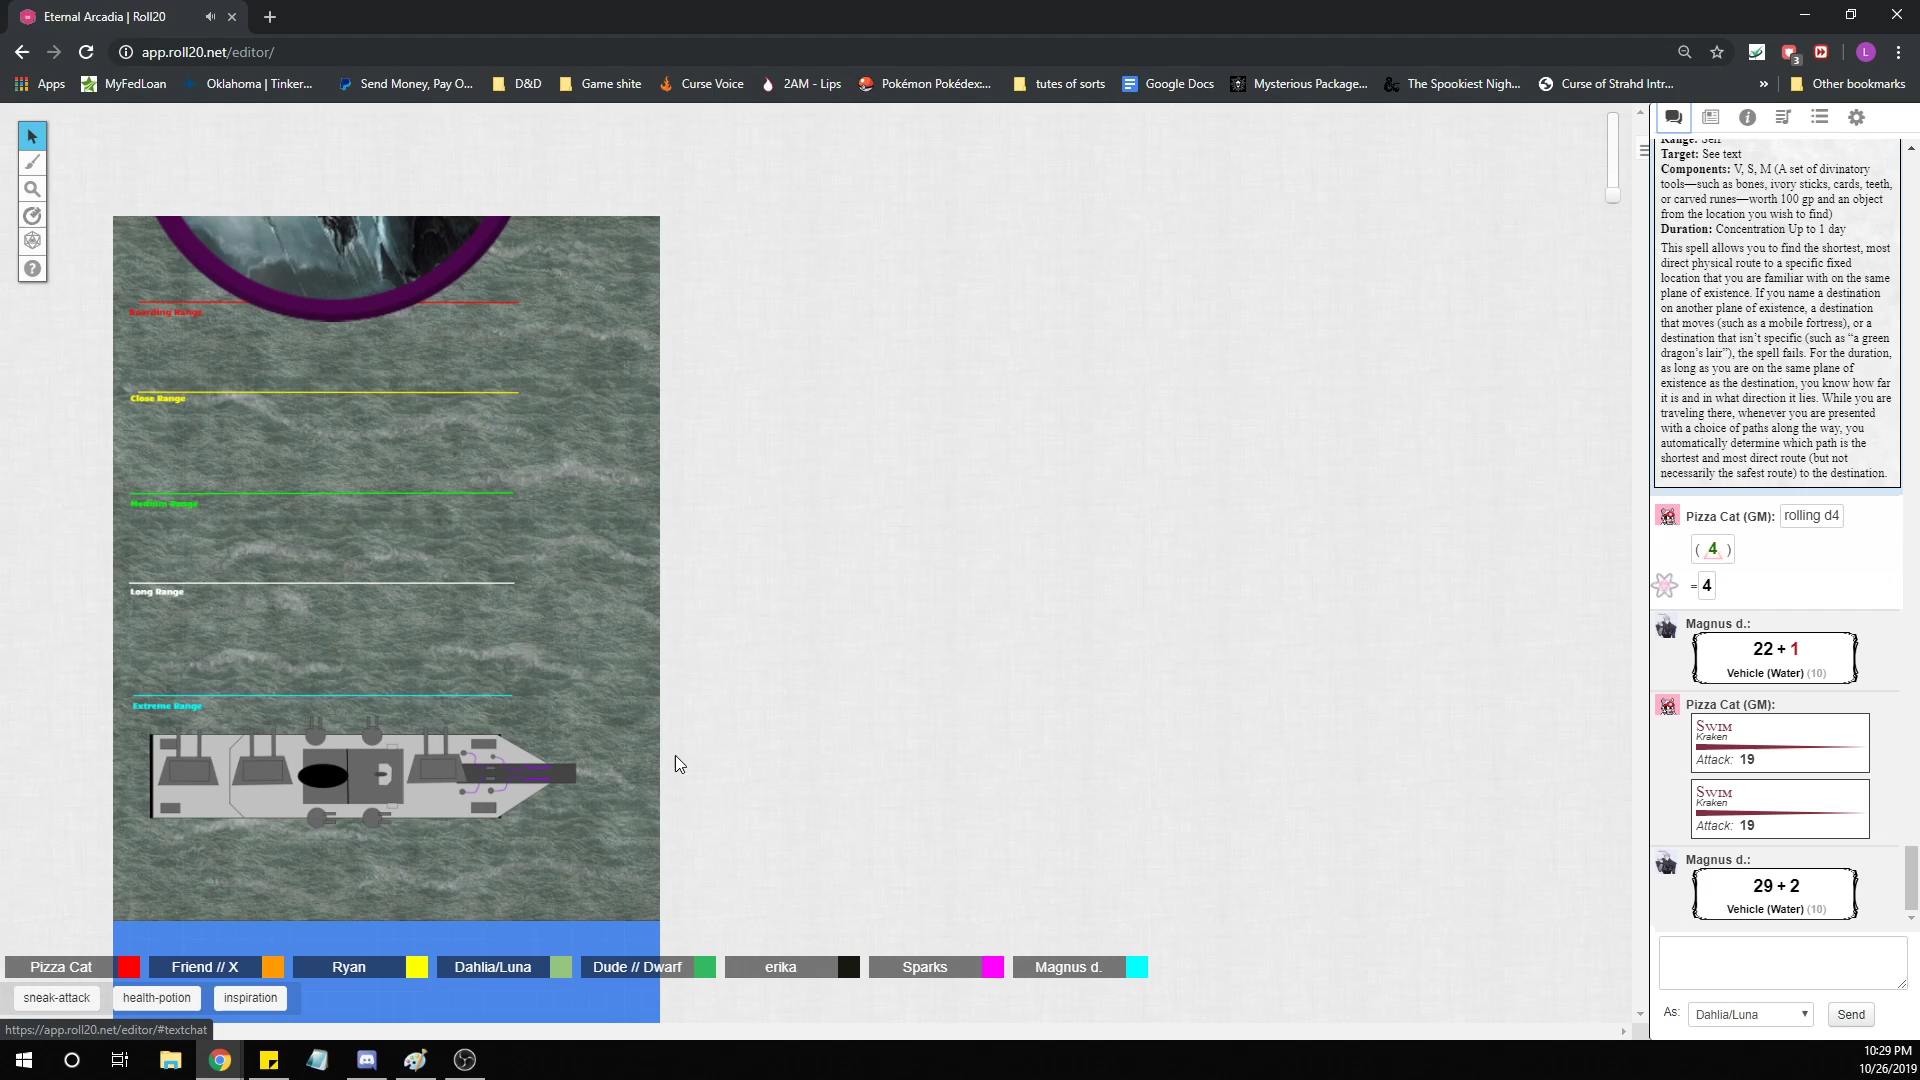 Eternal Arcadia | Roll20
app.roll20.net/editor/
3
L
Apps
MyFedLoan
Oklahoma | Tinker...
Send Money, Pay O...
D&D
Game shite
Curse Voice
2AM - Lips
Pokémon Pokédex:...
tutes of sorts
Google Docs
Mysterious Package...
The Spookiest Nigh...
Curse of Strahd Intr...
»
Other bookmarks
Range: Self
Target: See text
Components: V, S, M (A set of divinatory
tools—such as bones, ivory sticks, cards, teeth,
or carved runes—worth 100 gp and an object
from the location you wish to find)
Duration: Concentration Up to 1 day
This spell allows you to find the shortest, most
direct physical route to a specific fixed
location that you are familiar with on the same
plane of existence. If you name a destination
on another plane of existence, a destination
that moves (such as a mobile fortress), or a
destination that isn't specific (such as “a green
dragon's lair”), the spell fails. For the duration,
as long as you are on the same plane of
existence as the destination, you know how far
it is and in what direction it lies. While you are
traveling there, whenever you are presented
with a choice of paths along the way, you
automatically determine which path is the
shortest and most direct route (but not
necessarily the safest route) to the destination.
Pizza Cat (GM): rolling d4
( 4 )
= 4
Magnus d.:
22 + 1
Vehicle (Water) (10)
Pizza Cat (GM):
Swim
Kraken
Attack: 19
Swim
Kraken
Attack: 19
Magnus d.:
29 + 2
Vehicle (Water) (10)
As: Dahlia/Luna
Send
Boarding Range
Close Range
Medium Range
Long Range
Extreme Range
Pizza Cat
Friend // X
Ryan
Dahlia/Luna
Dude // Dwarf
erika
Sparks
Magnus d.
sneak-attack
health-potion
inspiration
https://app.roll20.net/editor/#textchat
10:29 PM
10/26/2019